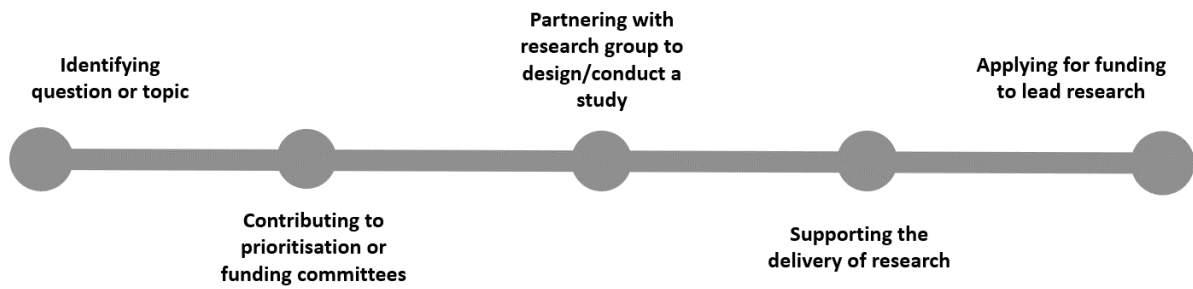 Identifying
question or topic
Contributing to
prioritisation or
funding committees
Partnering with
research group to
design/conduct a
study
Supporting the
delivery of research
Applying for funding
to lead research